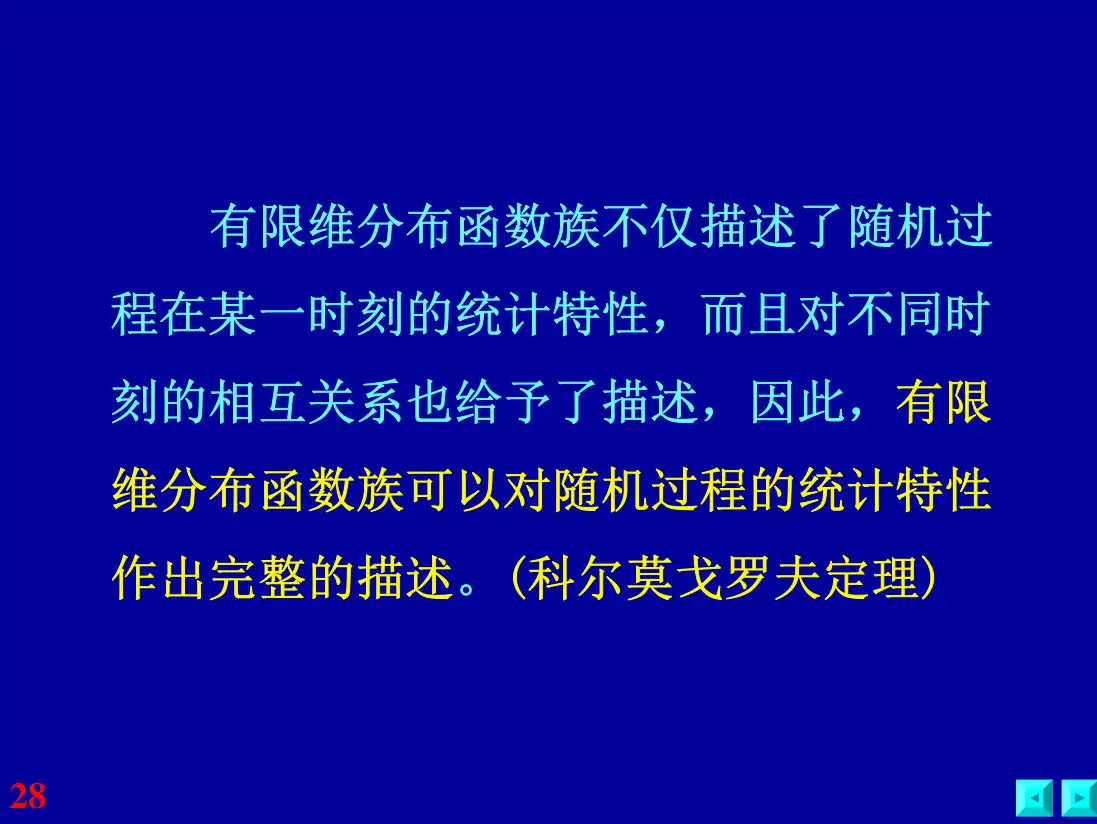 有限维分布函数族不仅描述了随机过
程在某一时刻的统计特性，而且对不同时
刻的相互关系也给予了描述，因此，有限
维分布函数族可以对随机过程的统计特性
作出完整的描述。(科尔莫戈罗夫定理)
28